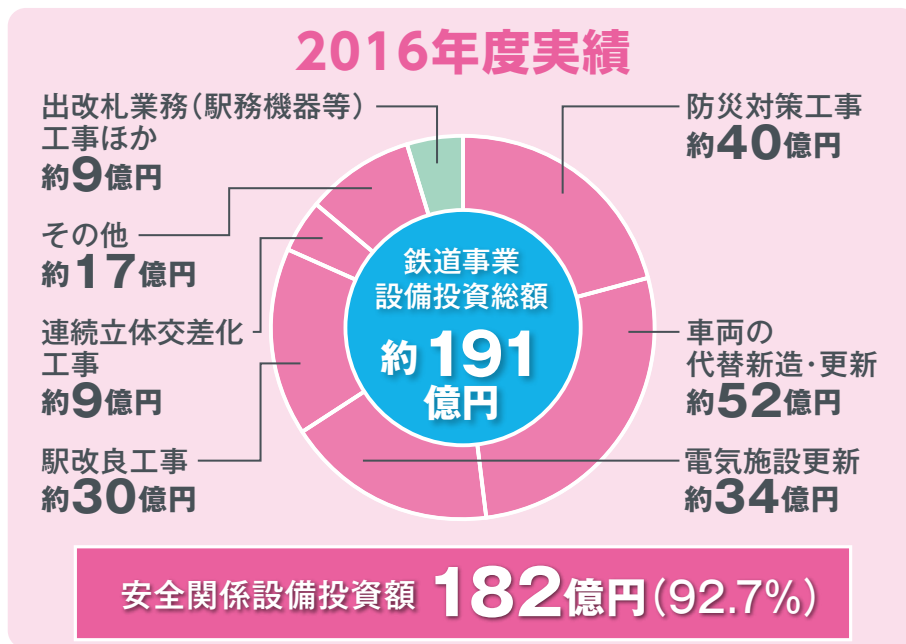 2016年度実績
出改札業務(駅務機器等)
工事ほか
約9億円
その他
約17億円
連続立体交差化
工事
約9億円
駅改良工事
約30億円
防災対策工事
約40億円
車両の
代替新造・更新
約52億円
電気施設更新
約34億円
鉄道事業
設備投資総額
約191
億円
安全関係設備投資額 182億円(92.7%)